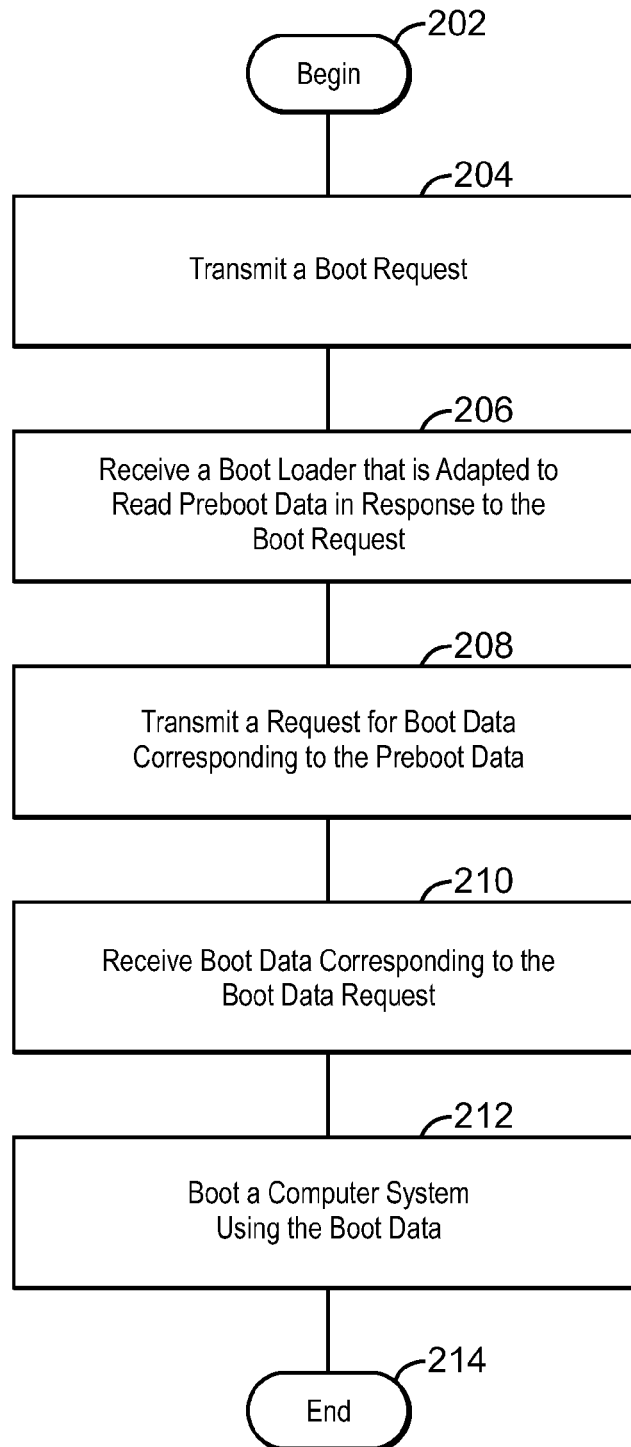 202
Begin
204
Transmit a Boot Request
206
Receive a Boot Loader that is Adapted to
Read Preboot Data in Response to the
Boot Request
208
Transmit a Request for Boot Data
Corresponding to the Preboot Data
210
Receive Boot Data Corresponding to the
Boot Data Request
212
Boot a Computer System
Using the Boot Data
214
End